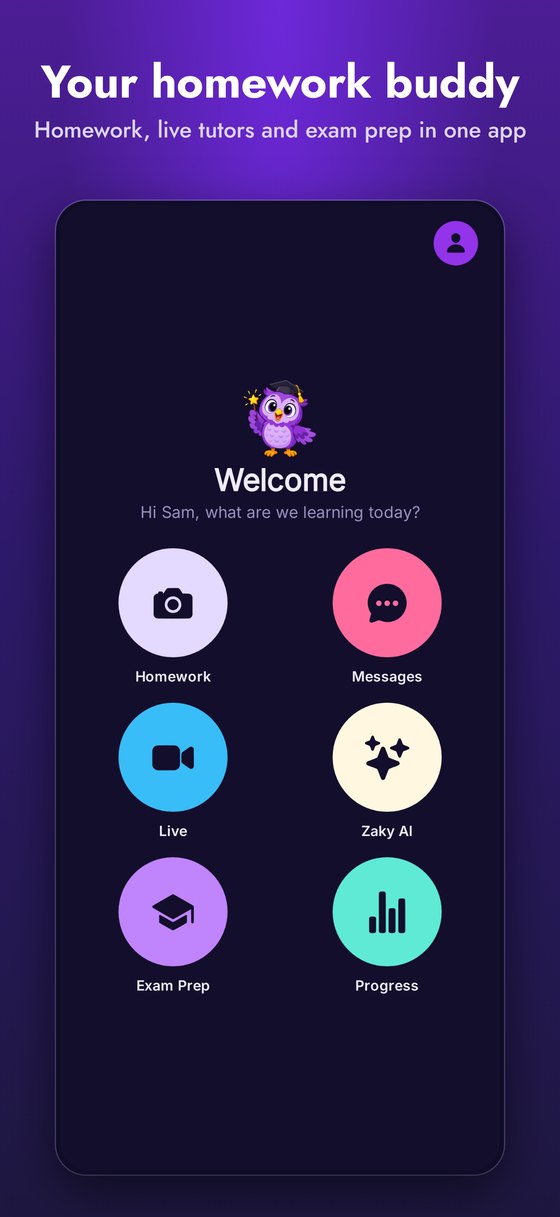 Your homework buddy
Homework, live tutors and exam prep in one app
Welcome
Hi Sam, what are we learning today?
Homework
Messages
Live
Zaky AI
Exam Prep
Progress